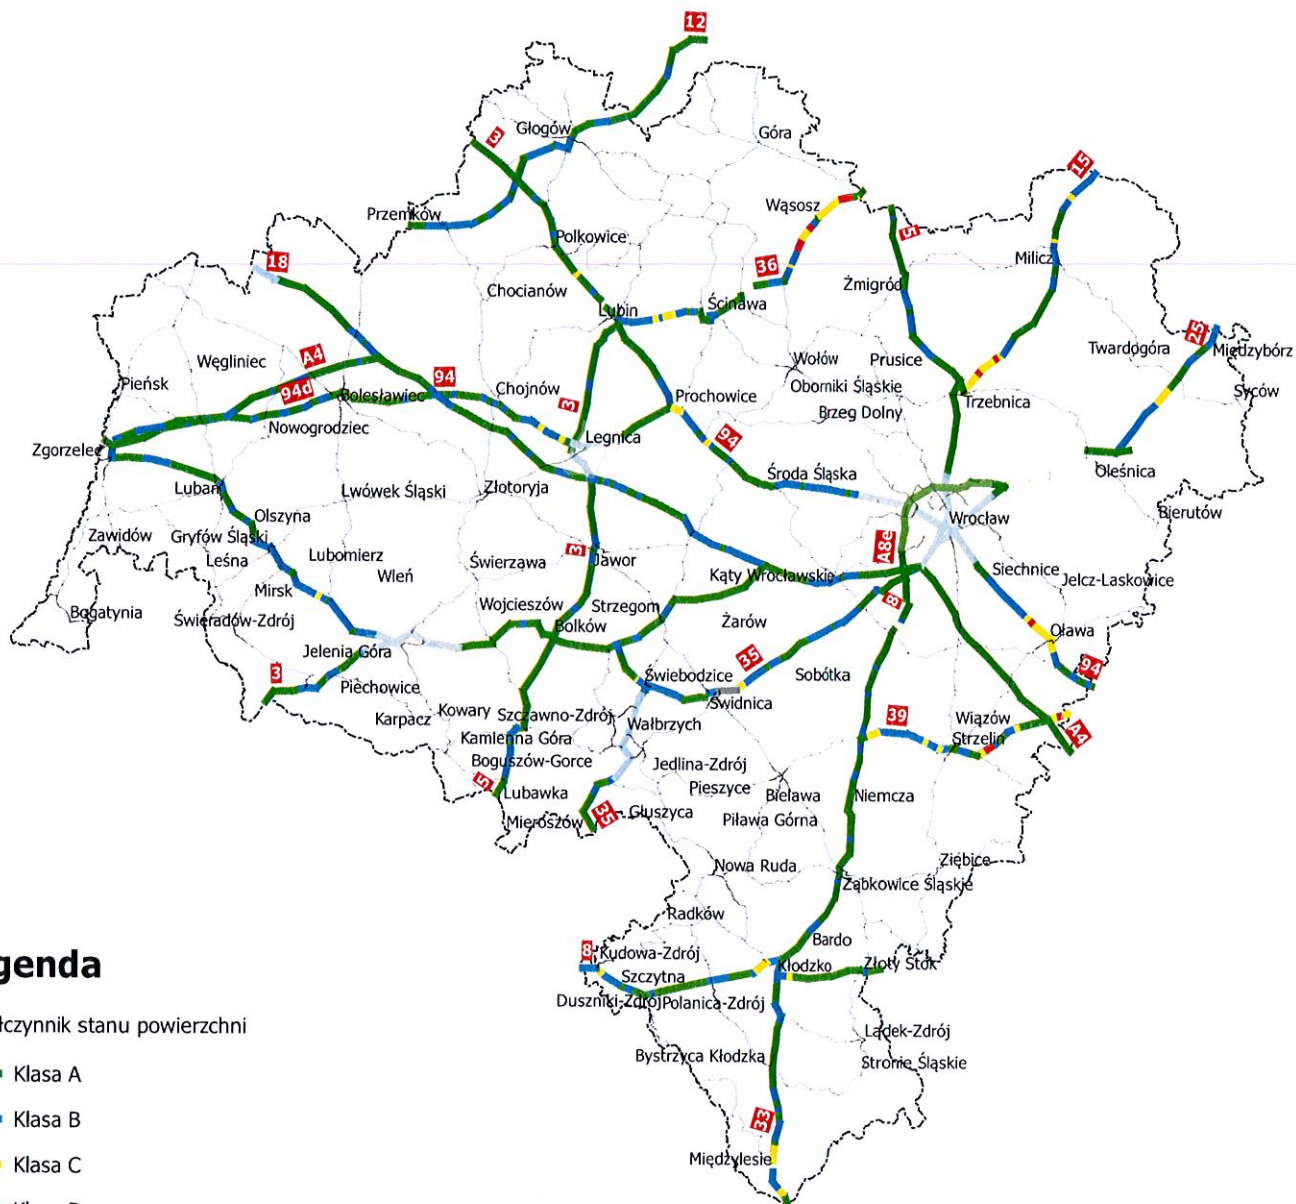 12
3
Głogów
Góra
15
Przemków
Wąsosz
5
Polkowice
18
36
Milicz
Chocianów
Żmigród
Lubin
Ścinawa
25
Węgliniec
A4
Wołów
Prusice
Twardogóra
Międzybórz
Pieńsk
94d
94
Chojnów
Oborniki Śląskie
Syców
Bolesławiec
Prochowice
Trzebnica
3
Brzeg Dolny
Nowogrodziec
Legnica
94
Zgorzelec
Środa Śląska
Oleśnica
Lubań
Lwówek Śląski
Złotoryja
Bierutów
Olszyna
Wrocław
Zawidów
Gryfów Śląski
A8e
Leśna
Lubomierz
Świerzawa
3
Jawor
Siechnice
Wleń
Kąty Wrocławskie
Jelcz-Laskowice
Mirsk
Bogatynia
Świeradów-Zdrój
Wojcieszów
Strzegom
8
Bolków
Żarów
Oława
Jelenia Góra
35
94
3
Piechowice
Świebodzice
Sobótka
Świdnica
Karpacz
Kowary
Szczawno-Zdrój
Wałbrzych
39
Wiązów
Kamienna Góra
Strzelin
A4
Boguszów-Gorce
Jedlina-Zdrój
5
Lubawka
Pieszyce
Bielawa
Niemcza
Mieroszów
35
Głuszyca
Piława Górna
Nowa Ruda
Ziębice
Ząbkowice Śląskie
Radków
Bardo
8
Kudowa-Zdrój
Kłodzko
Złoty Stok
Szczytna
Duszniki-Zdrój
Polanica-Zdrój
Lądek-Zdrój
Bystrzyca Kłodzka
Stronie Śląskie
33
Międzylesie
genda
łczynnik stanu powierzchni
Klasa A
Klasa B
Klasa C